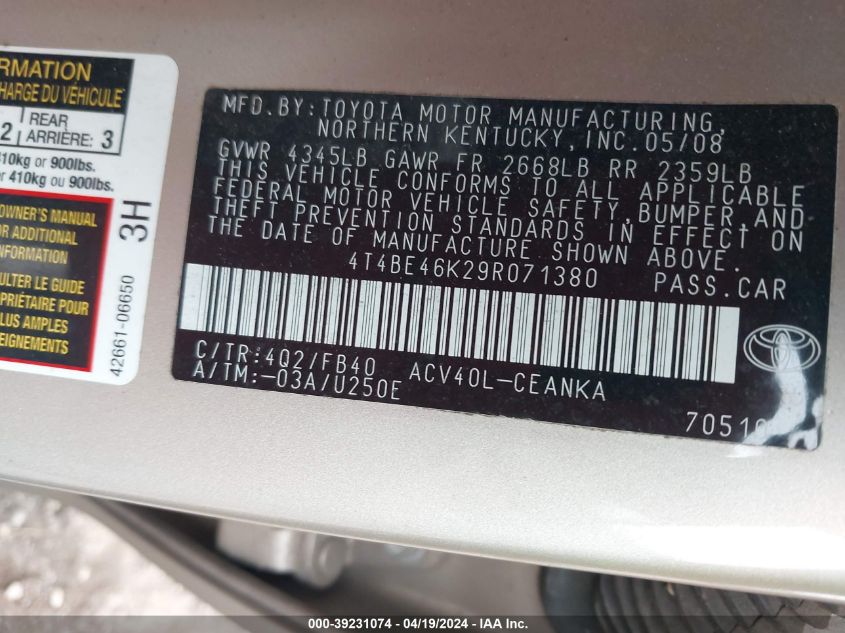 RMATION
CHARGE DU VÉHICULE
2 REAR ARRIÈRE: 3
410kg or 900lbs.
r 410kg ou 900lbs.
OWNER'S MANUAL
OR ADDITIONAL
INFORMATION
ULTER LE GUIDE
PRIÉTAIRE POUR
LUS AMPLES
EIGNEMENTS
3H
42661-06650
MFD.BY:TOYOTA MOTOR MANUFACTURING,
NORTHERN KENTUCKY,INC.05/08
GVWR 4345LB GAWR FR 2668LB RR 2359LB
THIS VEHICLE CONFORMS TO ALL APPLICABLE
FEDERAL MOTOR VEHICLE SAFETY,BUMPER,AND
THEFT PREVENTION STANDARDS IN EFFECT ON
THE DATE OF MANUFACTURE SHOWN ABOVE.
4T4BE46K29R071380 PASS.CAR
C/TR:4Q2/FB40 ACV40L-CEANKA
A/TM:-03A/U250E
7051
000-39231074 / 04/19/2024 / IAA Inc.